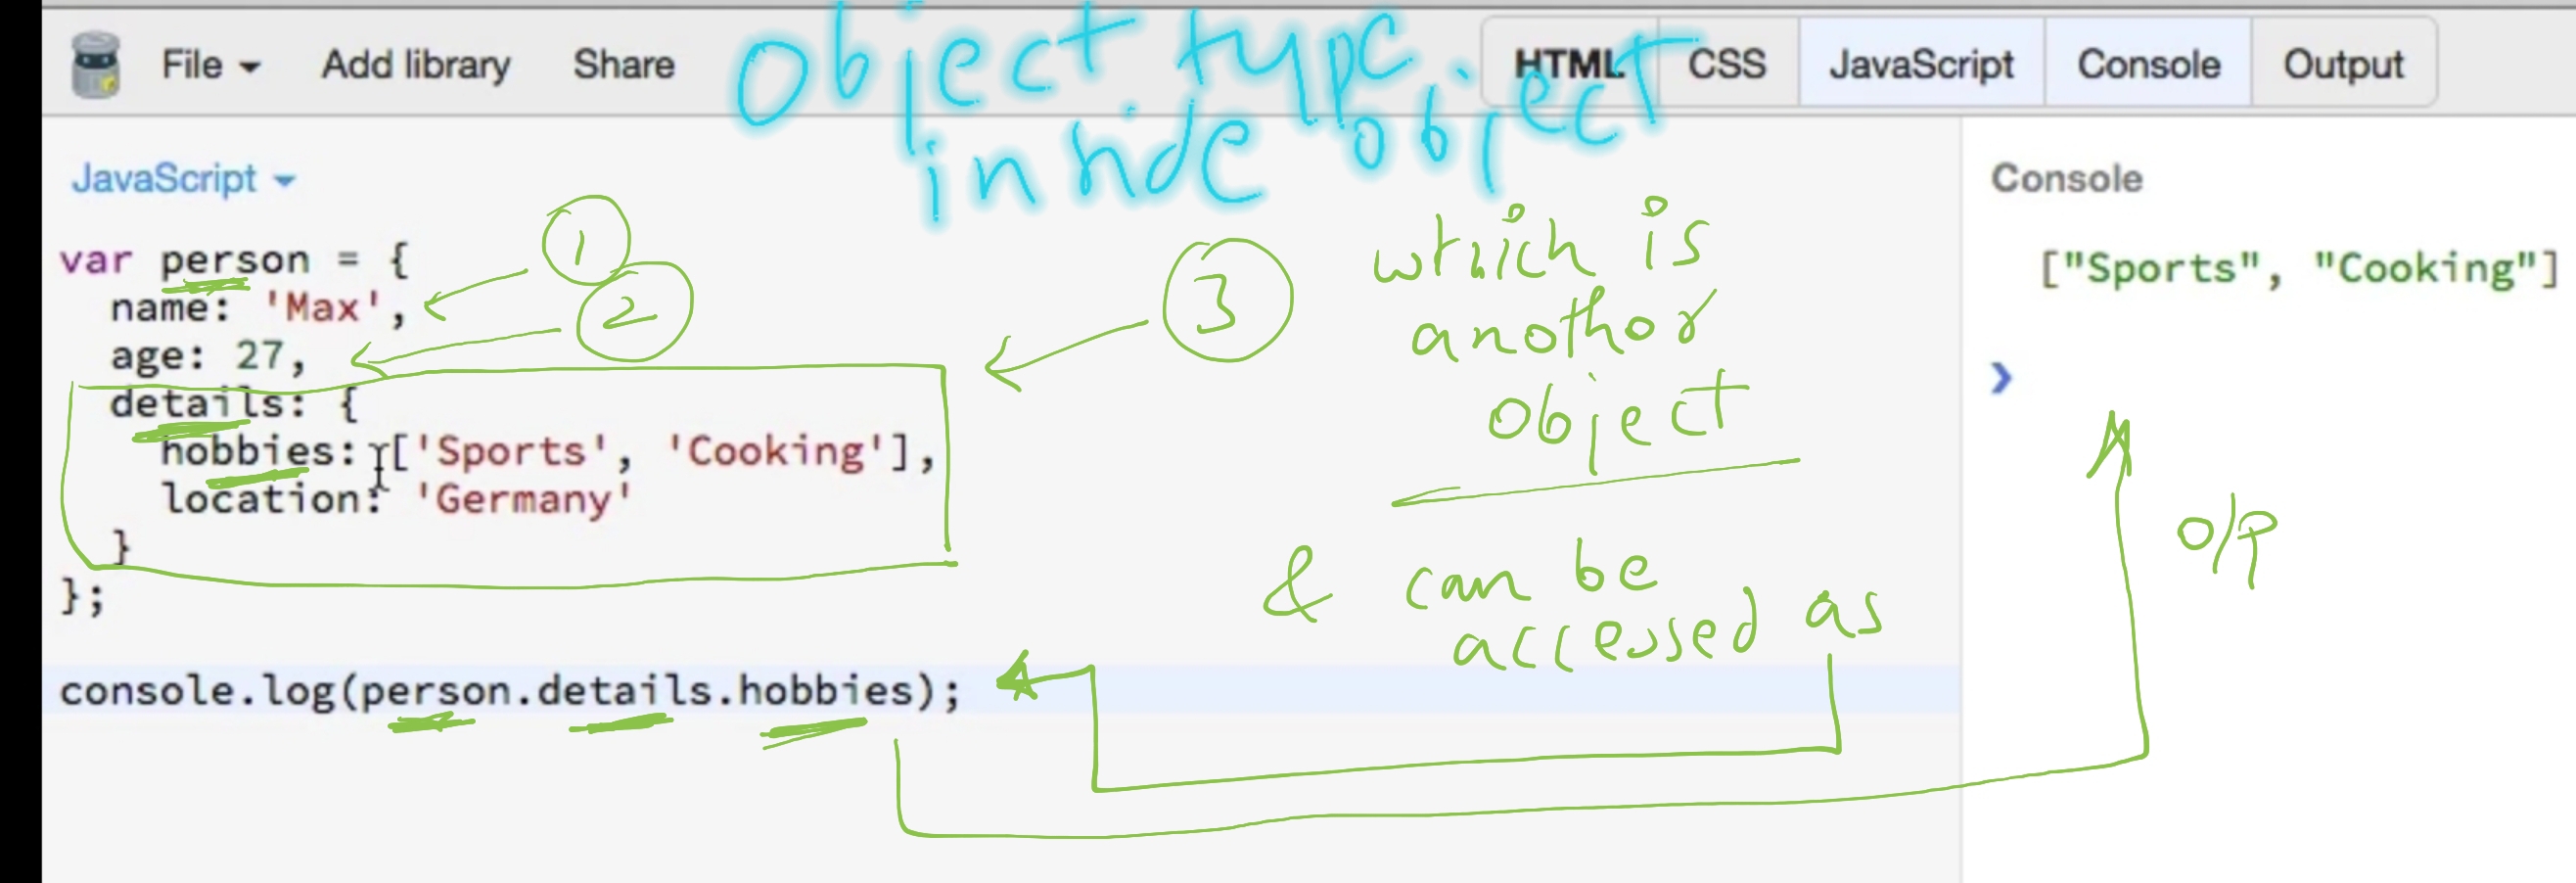 File Add library Share
HTML CSS JavaScript Console Output
object type
inside object
JavaScript
var person = {
name: 'Max',
age: 27,
details: {
hobbies: ['Sports', 'Cooking'],
location: 'Germany'
}
};
console.log(person.details.hobbies);
1
2
3
which is
another
object
& can be
accessed as
Console
["Sports", "Cooking"]
O/P